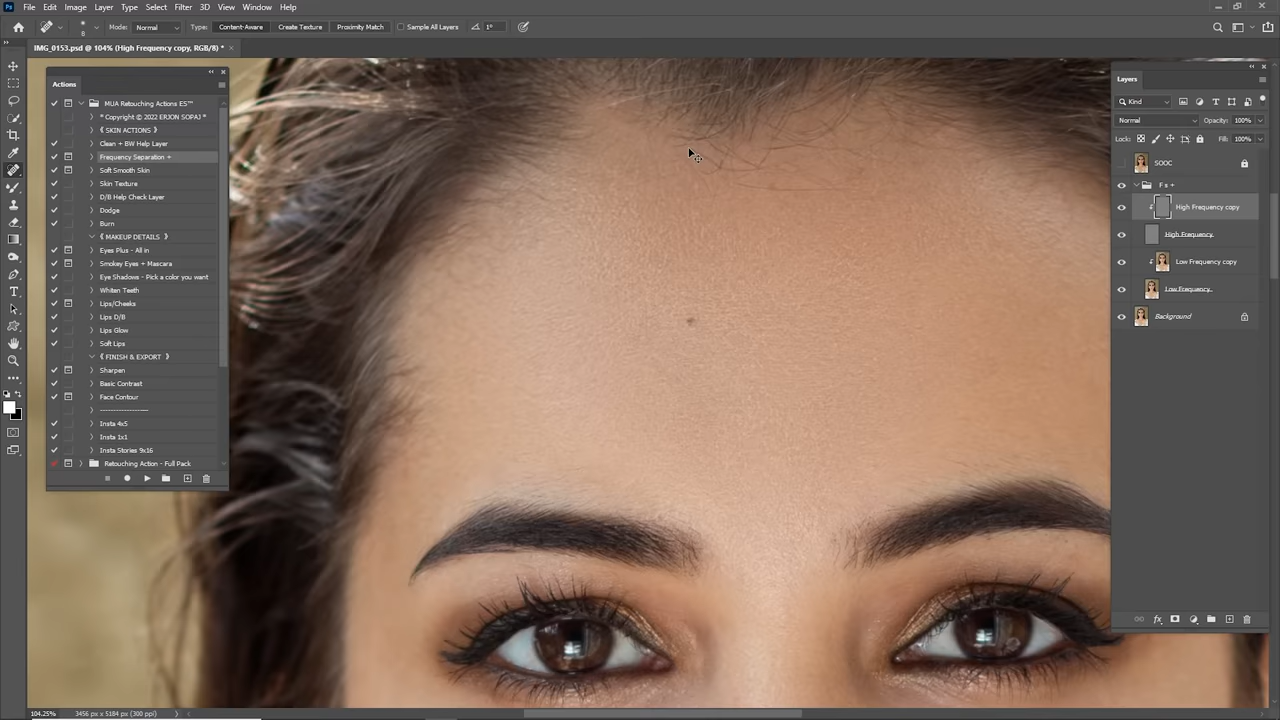 File Edit Image Layer Type Select Filter 3D View Plugins Window Help
8 Mode: Normal Type: Content-Aware Create Texture Proximity Match Sample All Layers 1°
IMG_0153.psd @ 104% (High Frequency copy, RGB/8) *
Actions
MUA Retouching Actions ES™
* Copyright © 2022 ERJON SOPAJ *
《 SKIN ACTIONS 》
Clean + BW Help Layer
Frequency Separation +
Soft Smooth Skin
Skin Texture
D/B Help Check Layer
Dodge
Burn
《 MAKEUP DETAILS 》
Eyes Plus - All in
Smokey Eyes + Mascara
Eye Shadows - Pick a color you want
Whiten Teeth
Lips/Cheeks
Lips D/B
Lips Glow
Soft Lips
《 FINISH & EXPORT 》
Sharpen
Basic Contrast
Face Contour
------------------
Insta 4x5
Insta 1x1
Insta Stories 9x16
Retouching Action - Full Pack
Layers
Kind
Normal Opacity: 100%
Lock: Fill: 100%
SOOC
F s +
High Frequency copy
High Frequency
Low Frequency copy
Low Frequency
Background
104.25% 3456 px x 5184 px (300 ppi)